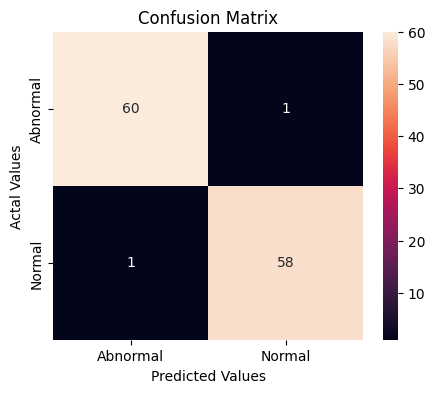 Confusion Matrix
Actal Values
Abnormal
Normal
60
1
1
58
Abnormal
Normal
Predicted Values
60
50
40
30
20
10